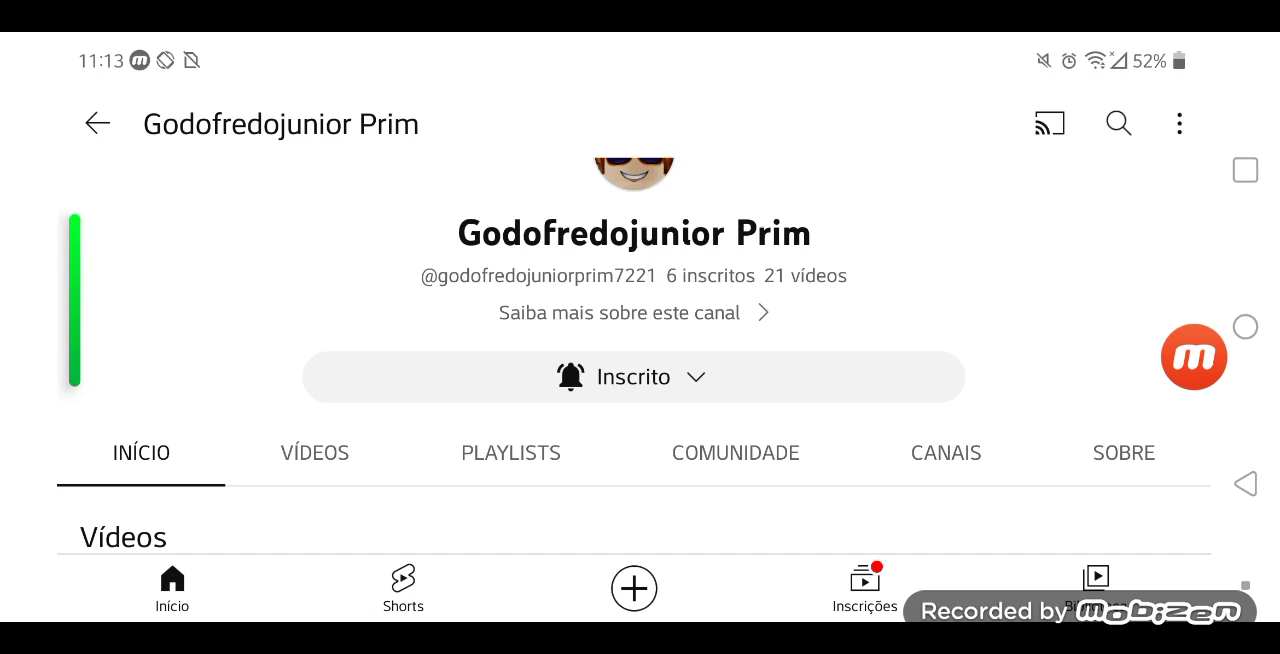 11:13 52%
Godofredojunior Prim
Godofredojunior Prim
@godofredojuniorprim7221 6 inscritos 21 vídeos
Saiba mais sobre este canal
Inscrito
INÍCIO VÍDEOS PLAYLISTS COMUNIDADE CANAIS SOBRE
Vídeos
Início Shorts Inscrições
Recorded by mobizen